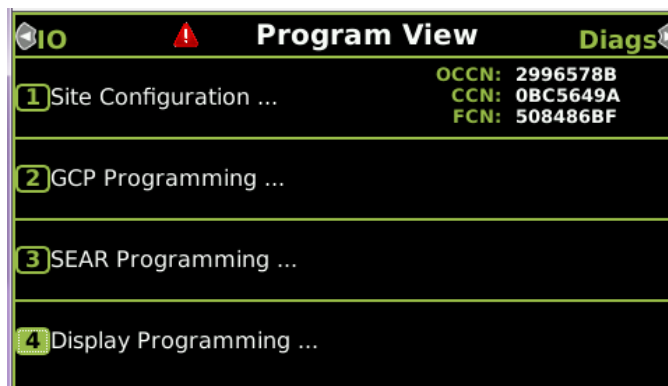 IO Program View Diags
OCCN: 2996578B
1 Site Configuration ... CCN: 0BC5649A
FCN: 508486BF
2 GCP Programming ...
3 SEAR Programming ...
4 Display Programming ...